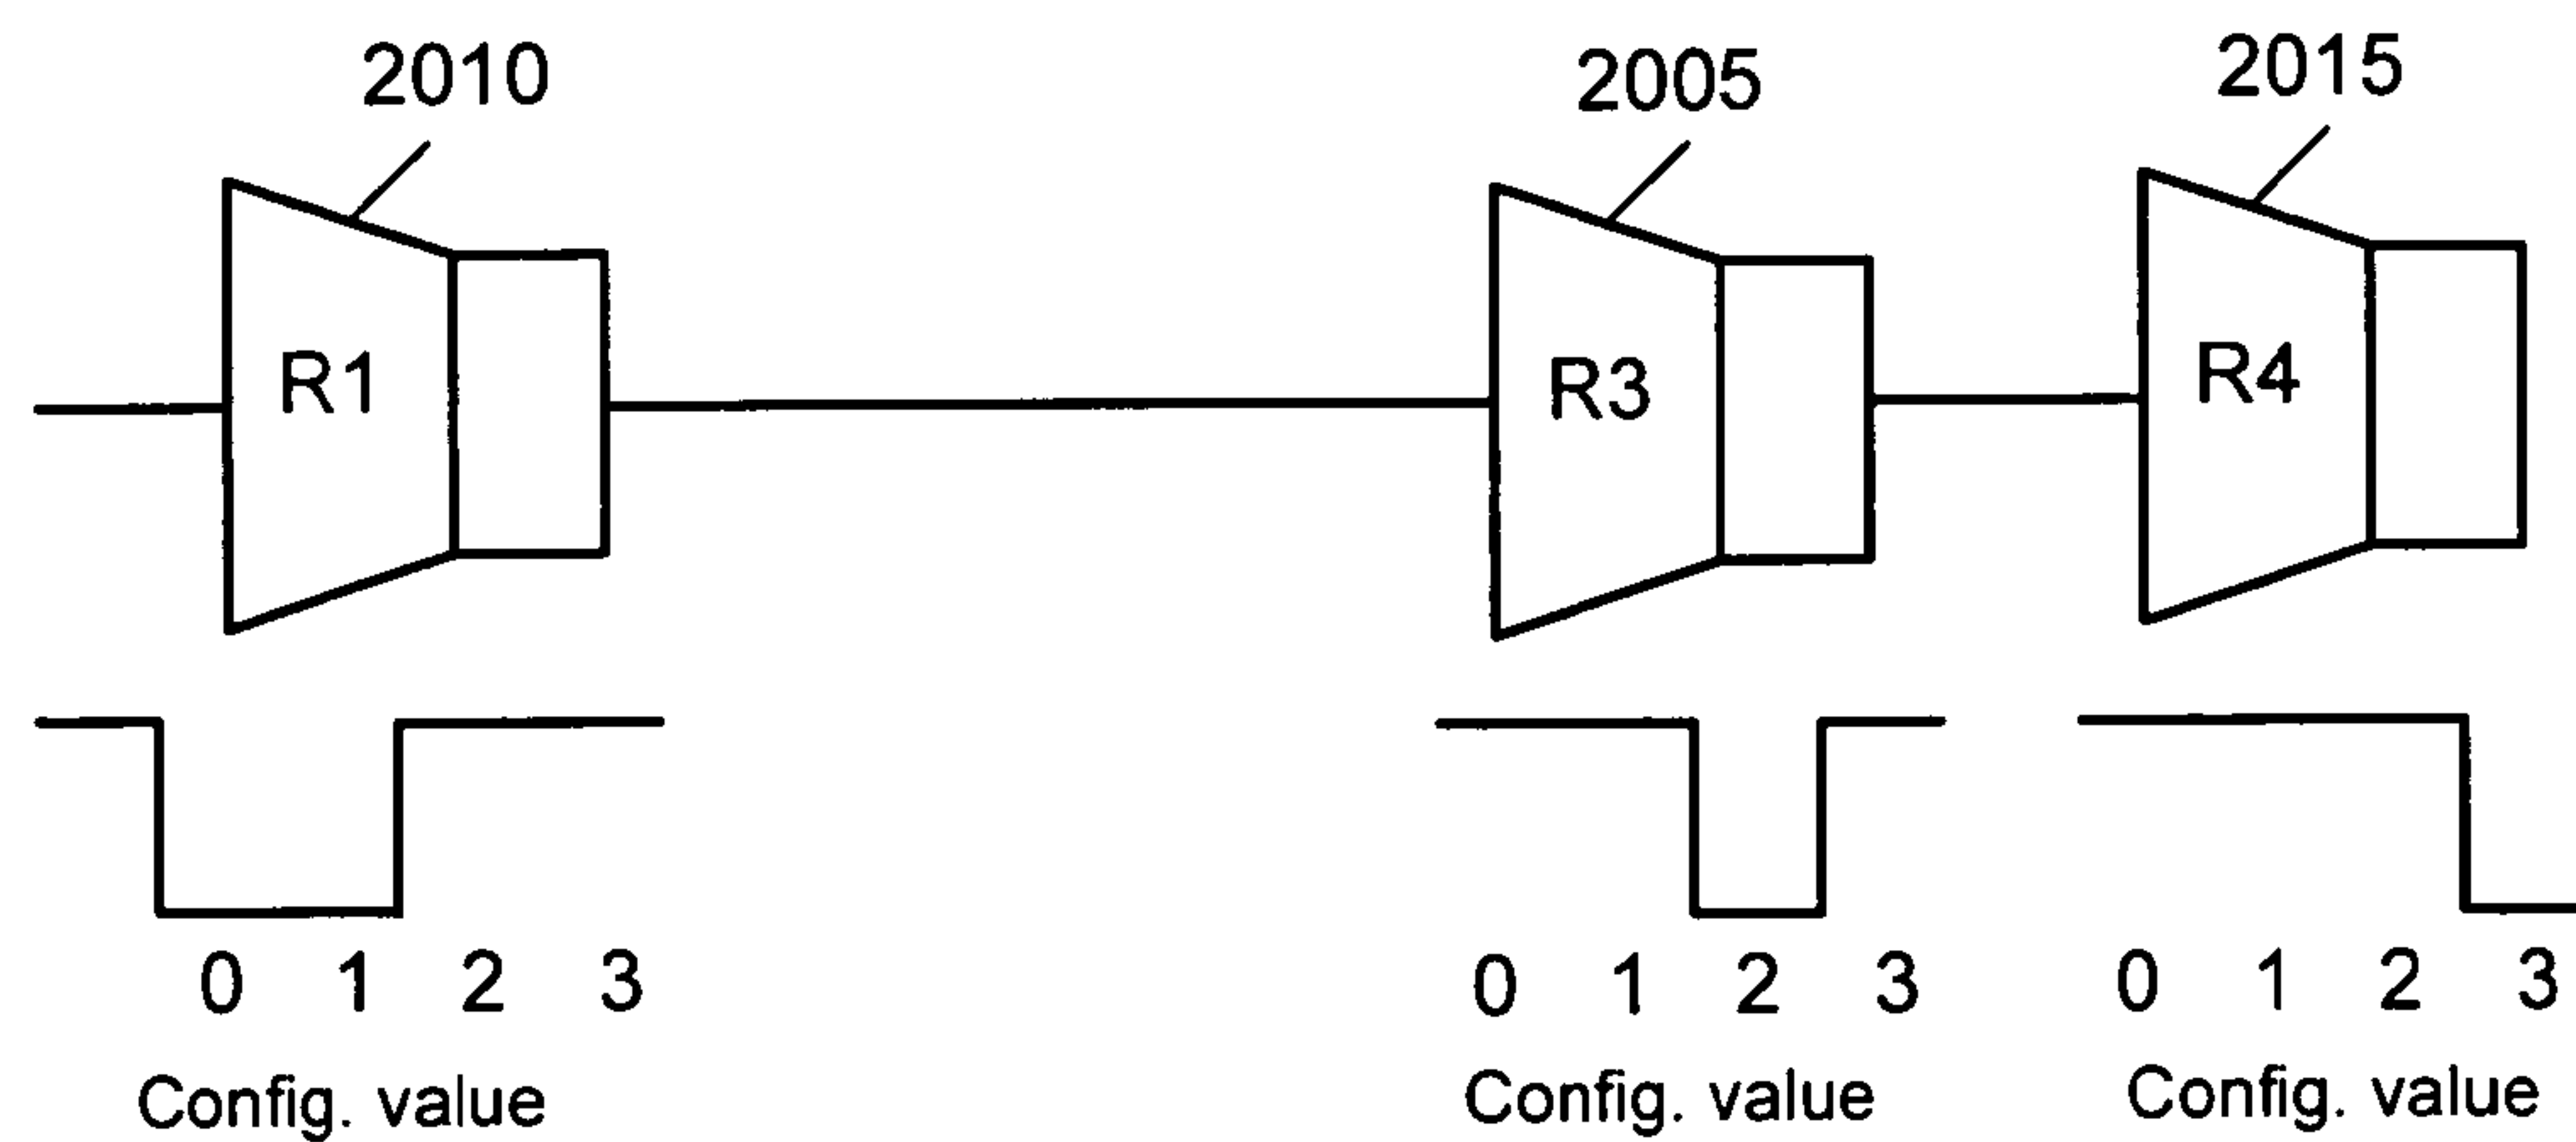 2010 2005 2015
R1 R3 R4
0 1 2 3 0 1 2 3 0 1 2 3
Config. value Config. value Config. value